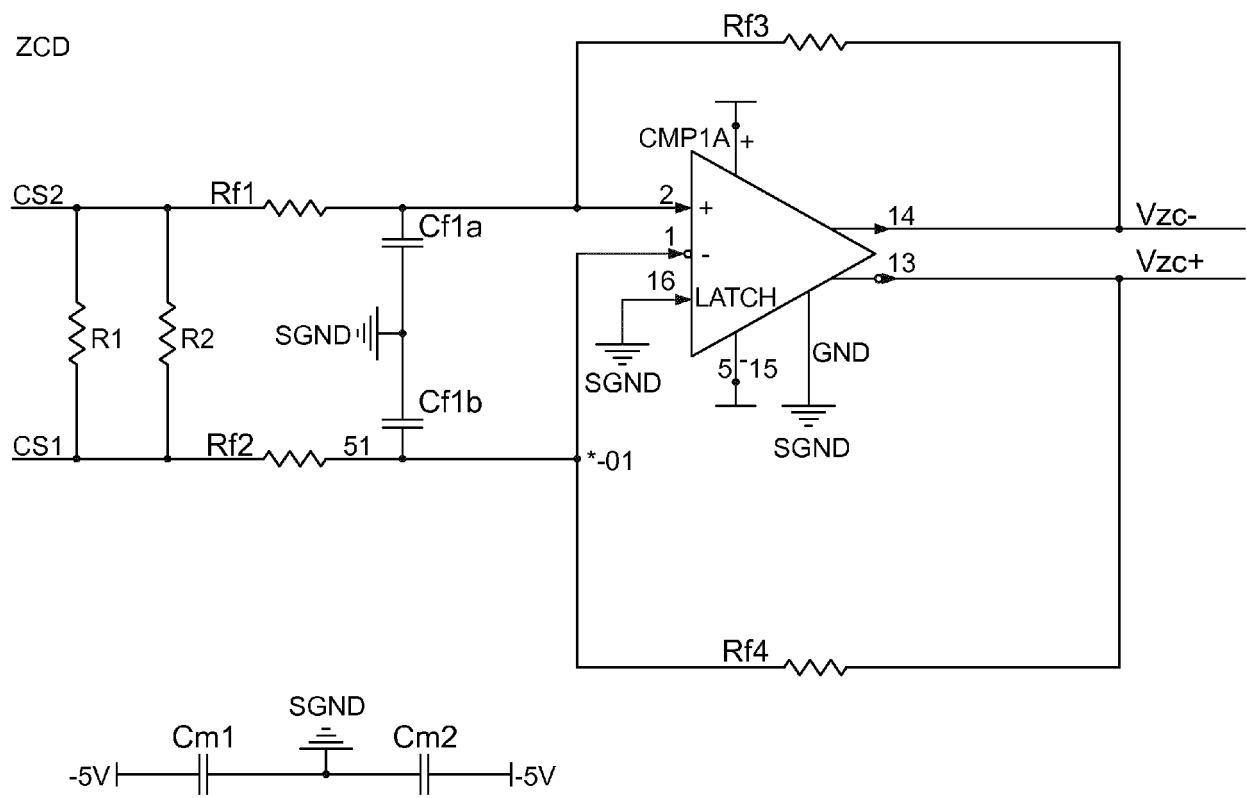 ZCD
Rf3
CMP1A +
CS2
Rf1
2 +
14
Vzc-
Cf1a
1 -
13
Vzc+
16 LATCH
R1
R2
SGND
SGND
GND
5 - 15
SGND
Cf1b
CS1
Rf2
51
*-01
Rf4
SGND
Cm1
Cm2
-5V
-5V